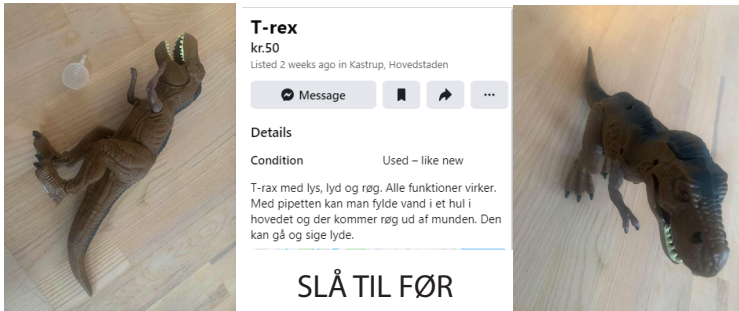 T-rex
kr.50
Listed 2 weeks ago in Kastrup, Hovedstaden
Message
Details
Condition Used – like new
T-rax med lys, lyd og røg. Alle funktioner virker.
Med pipetten kan man fylde vand i et hul i
hovedet og der kommer røg ud af munden. Den
kan gå og sige lyde.
SLÅ TIL FØR